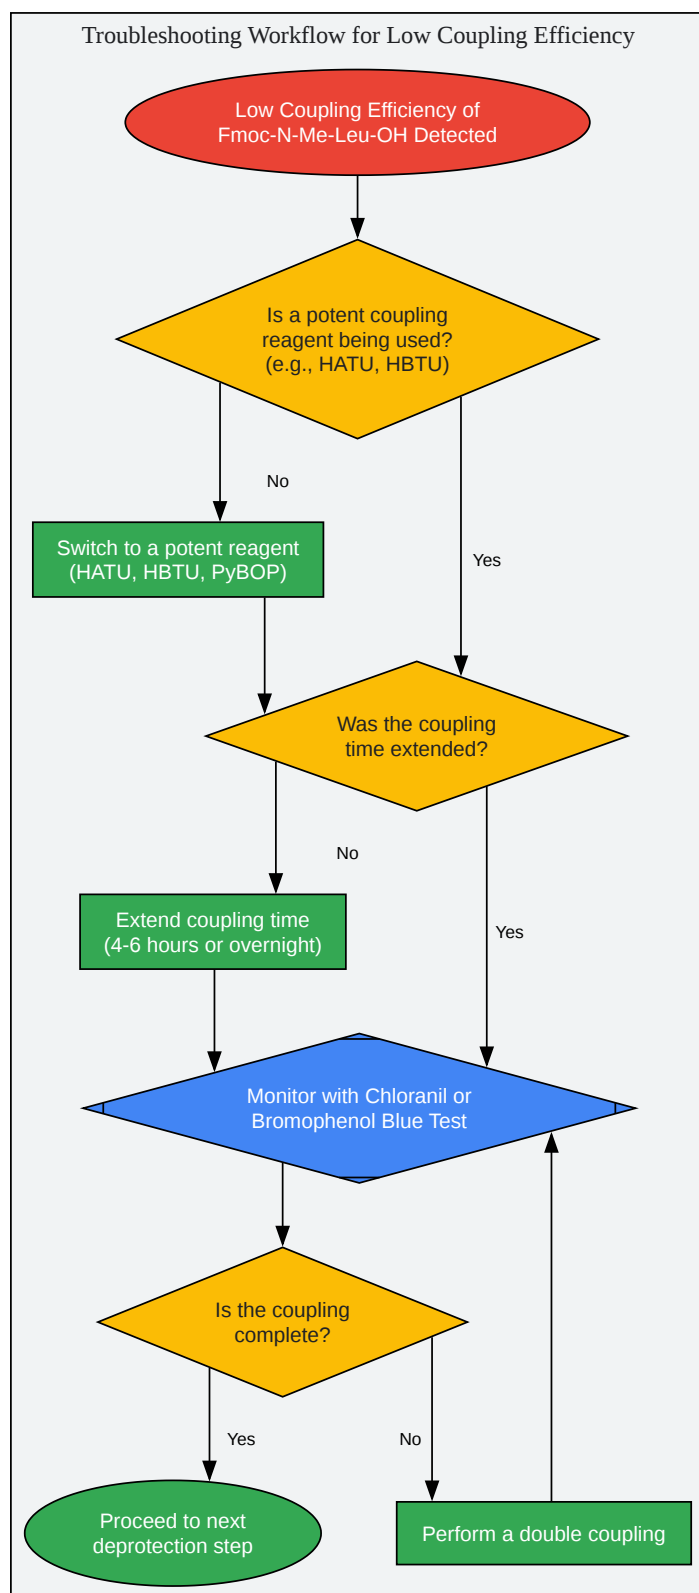 Troubleshooting Workflow for Low Coupling Efficiency
Low Coupling Efficiency of
Fmoc-N-Me-Leu-OH Detected
Is a potent coupling
reagent being used?
(e.g., HATU, HBTU)
No
Switch to a potent reagent
(HATU, HBTU, PyBOP)
Yes
Was the coupling
time extended?
No
Extend coupling time
(4-6 hours or overnight)
Yes
Monitor with Chloranil or
Bromophenol Blue Test
Is the coupling
complete?
Yes
No
Proceed to next
deprotection step
Perform a double coupling